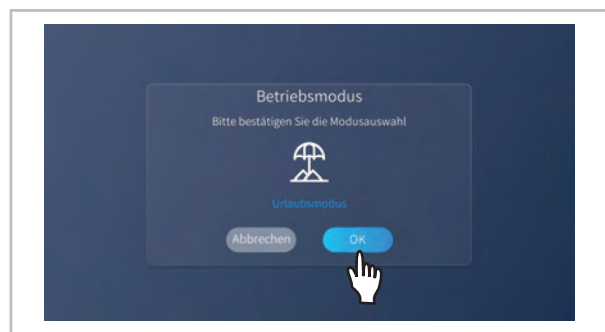 Betriebsmodus
Bitte bestätigen Sie die Modusauswahl
Urlaubsmodus
Abbrechen OK